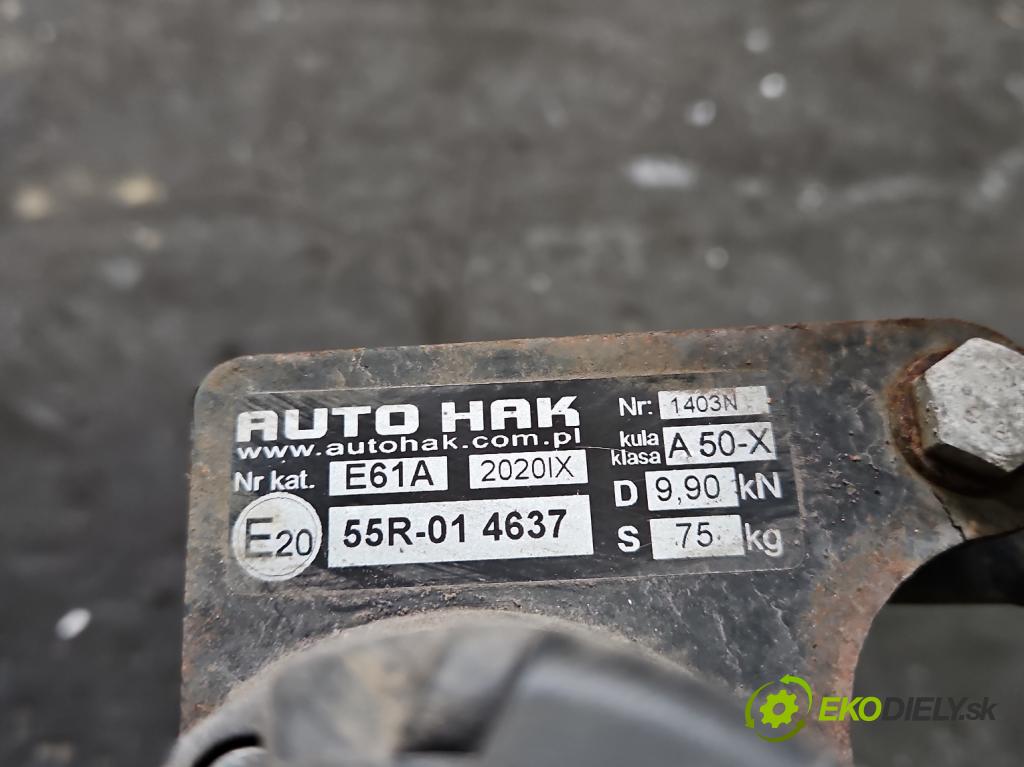 AUTO HAK
www.autohak.com.pl
Nr kat. E61A 2020IX
E20 55R-01 4637
Nr: 1403N
kula klasa A 50-X
D 9,90 kN
S 75 kg
EKODIELY.sk